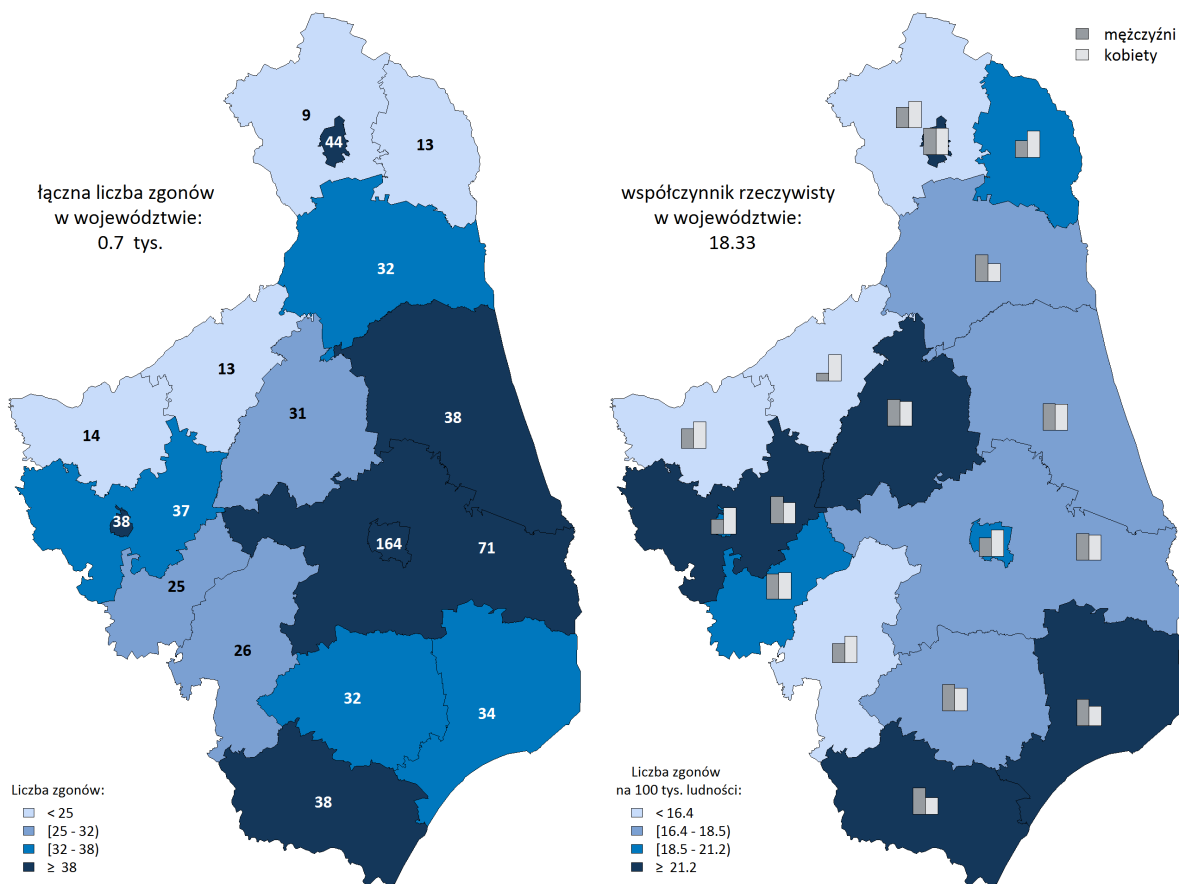 mężczyźni
kobiety
9
44
13
łączna liczba zgonów
w województwie:
0.7 tys.
współczynnik rzeczywisty
w województwie:
18.33
32
13
31
38
14
38
37
164
71
25
26
32
34
38
Liczba zgonów:
< 25
[25 - 32)
[32 - 38)
≥ 38
Liczba zgonów
na 100 tys. ludności:
< 16.4
[16.4 - 18.5)
[18.5 - 21.2)
≥ 21.2